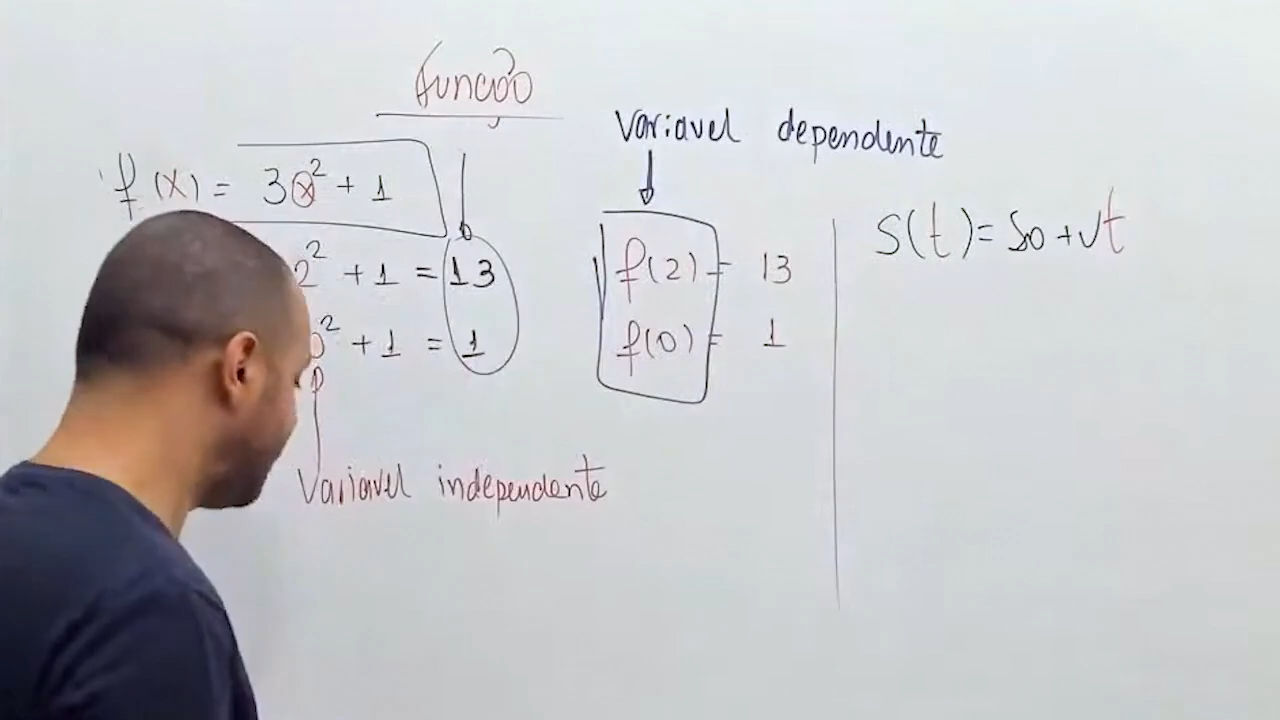 função
f(x) = 3x² + 1
2² + 1 = 13
0² + 1 = 1
Variavel independente
Variavel dependente
f(2) = 13
f(0) = 1
S(t) = So + vt